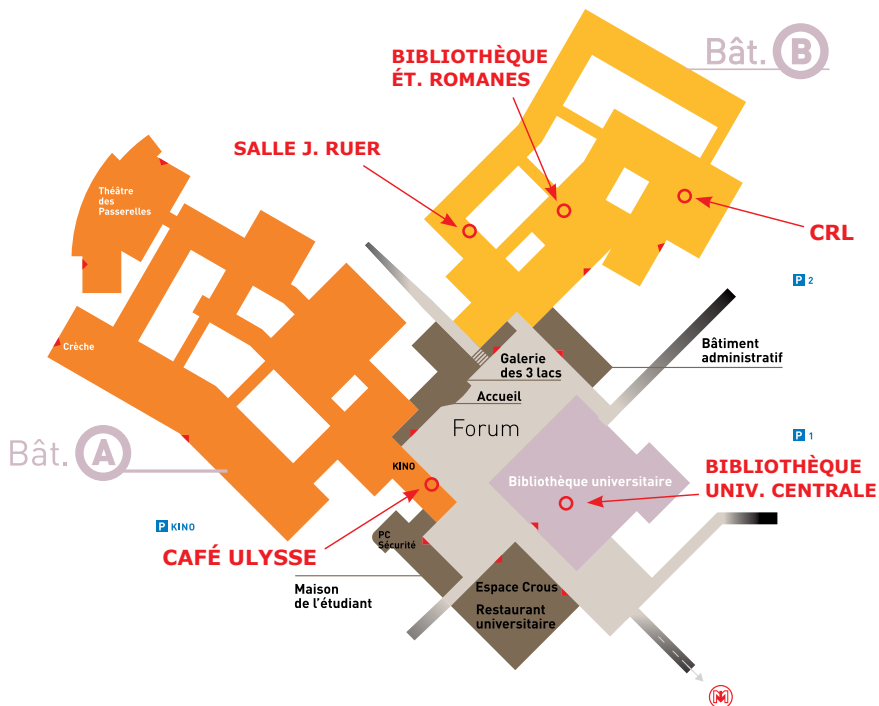 Bât. B
BIBLIOTHÈQUE
ÉT. ROMANES
SALLE J. RUER
Théâtre
des
Passerelles
CRL
P 2
Crèche
Galerie
des 3 lacs
Bâtiment
administratif
Accueil
Forum
P 1
Bât. A
KINO
Bibliothèque universitaire
BIBLIOTHÈQUE
UNIV. CENTRALE
P KINO
PC
Sécurité
CAFÉ ULYSSE
Maison
de l'étudiant
Espace Crous
Restaurant
universitaire
M